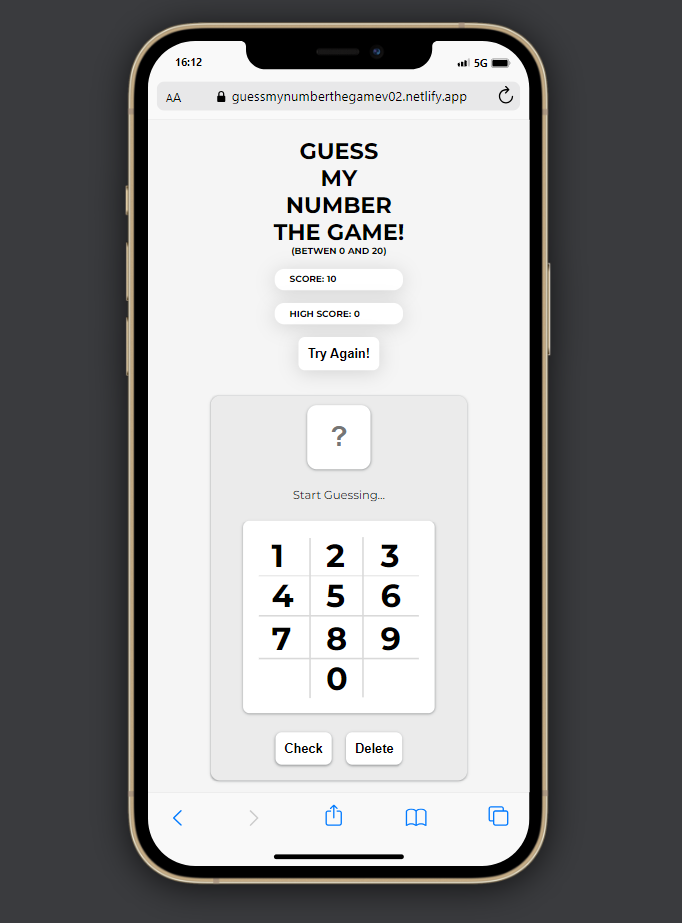 16:12
5G
AA guessmynumberthegamev02.netlify.app
GUESS
MY
NUMBER
THE GAME!
(BETWEN 0 AND 20)
SCORE: 10
HIGH SCORE: 0
Try Again!
?
Start Guessing...
1 2 3
4 5 6
7 8 9
0
Check Delete